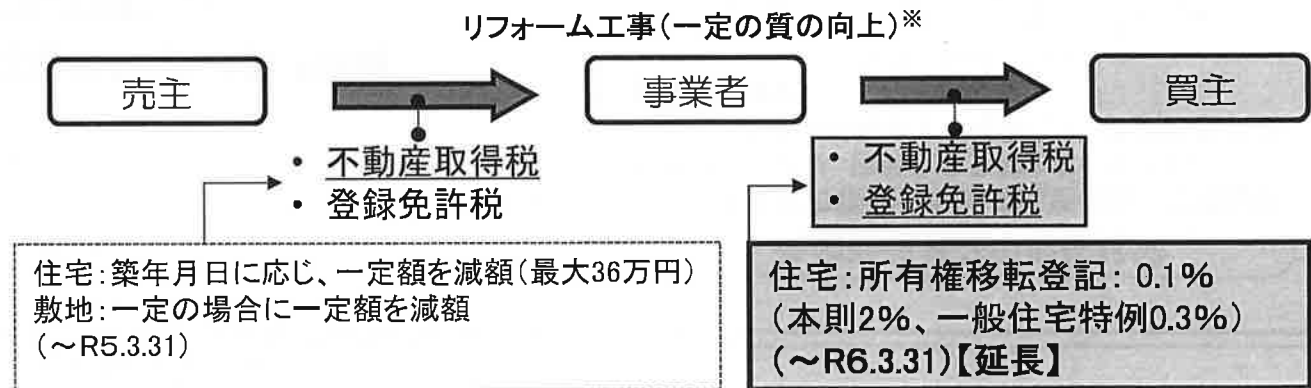 リフォーム工事(一定の質の向上)※
売主
事業者
買主
• 不動産取得税
• 登録免許税
• 不動産取得税
• 登録免許税
住宅:築年月日に応じ、一定額を減額(最大36万円)
敷地:一定の場合に一定額を減額
(～R5.3.31)
住宅:所有権移転登記: 0.1%
(本則2%、一般住宅特例0.3%)
(～R6.3.31)【延長】